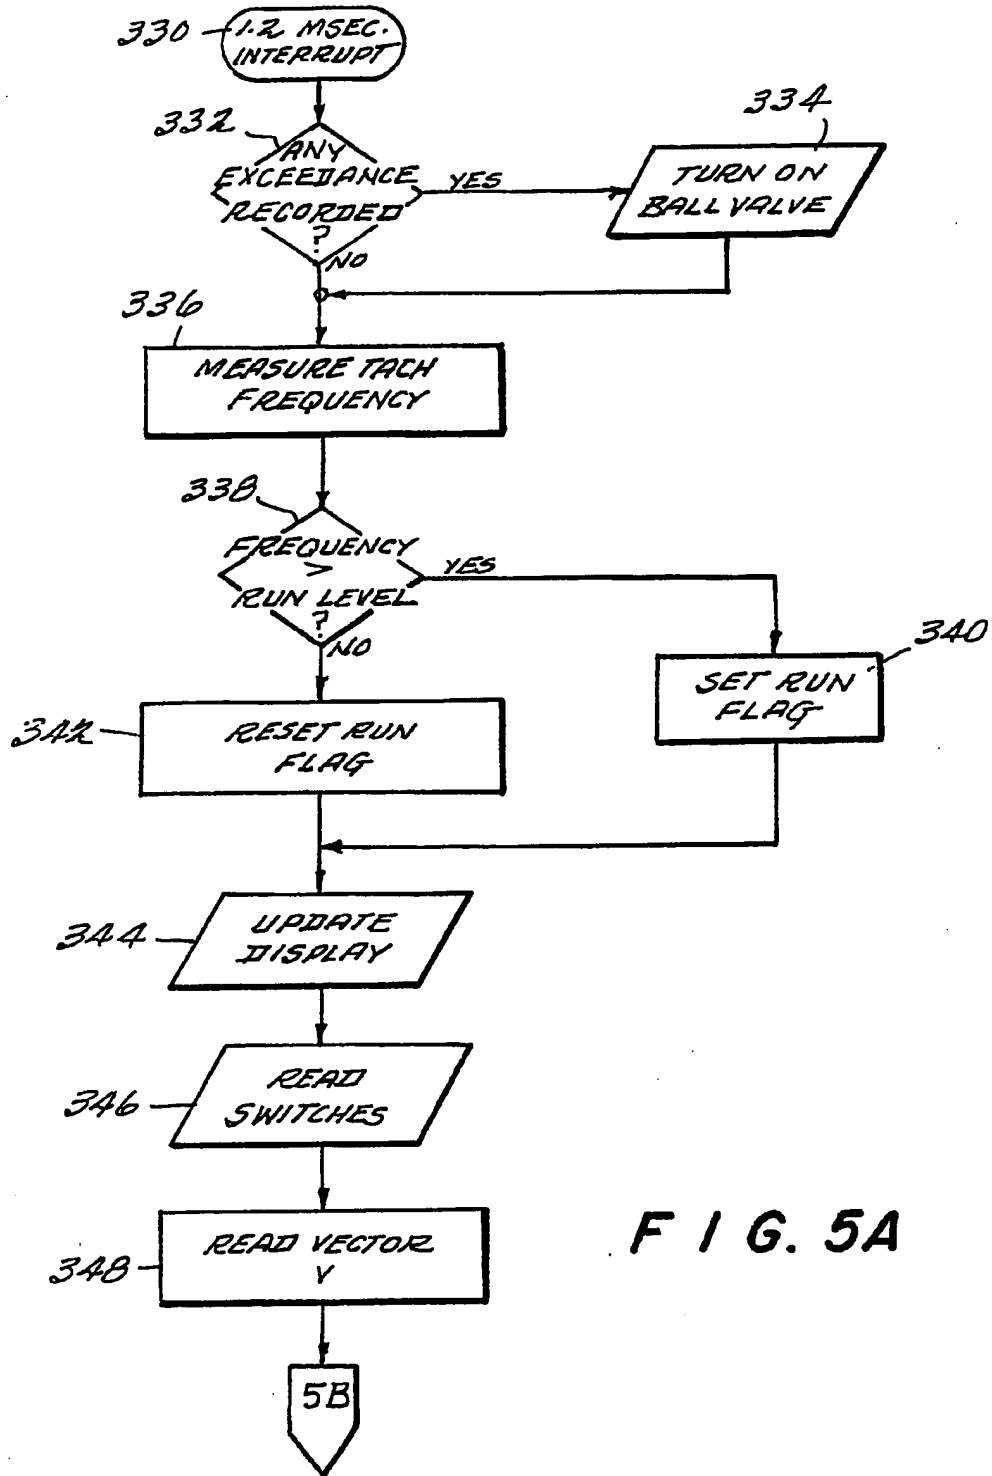 330
1.2 MSEC.
INTERRUPT
332
ANY
EXCEEDANCE
RECORDED
?
YES
NO
334
TURN ON
BALL VALVE
336
MEASURE TACH
FREQUENCY
338
FREQUENCY
>
RUN LEVEL
?
YES
NO
340
SET RUN
FLAG
342
RESET RUN
FLAG
344
UPDATE
DISPLAY
346
READ
SWITCHES
348
READ VECTOR
Y
5B
FIG. 5A